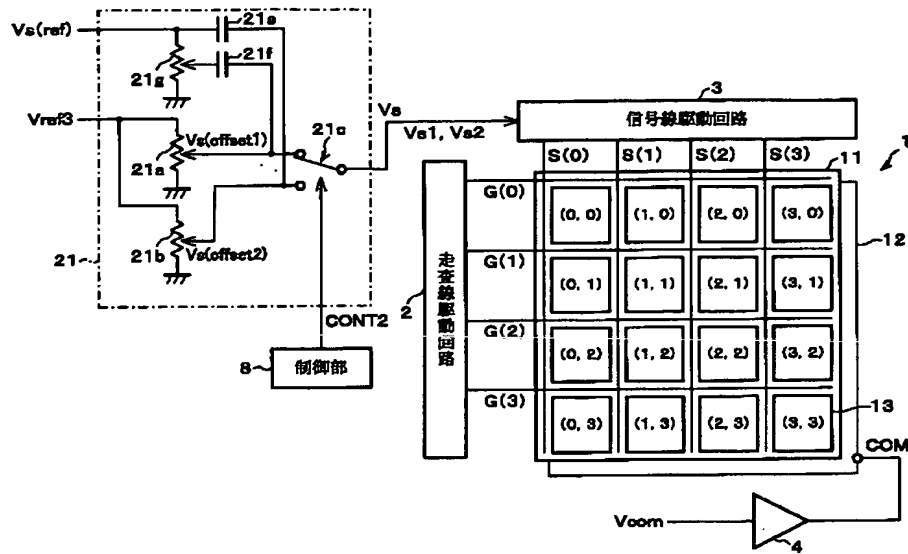 Vs(ref)
21e
21f
21g
Vref3
Vs(offset1)
21a
21c
21b
Vs(offset2)
21
CONT2
8
制御部
Vs
Vs1, Vs2
3
信号線駆動回路
S(0) S(1) S(2) S(3)
11
1
12
2
走査線駆動回路
G(0)
(0, 0) (1, 0) (2, 0) (3, 0)
G(1)
(0, 1) (1, 1) (2, 1) (3, 1)
G(2)
(0, 2) (1, 2) (2, 2) (3, 2)
G(3)
(0, 3) (1, 3) (2, 3) (3, 3)
13
COM
Vcom
4